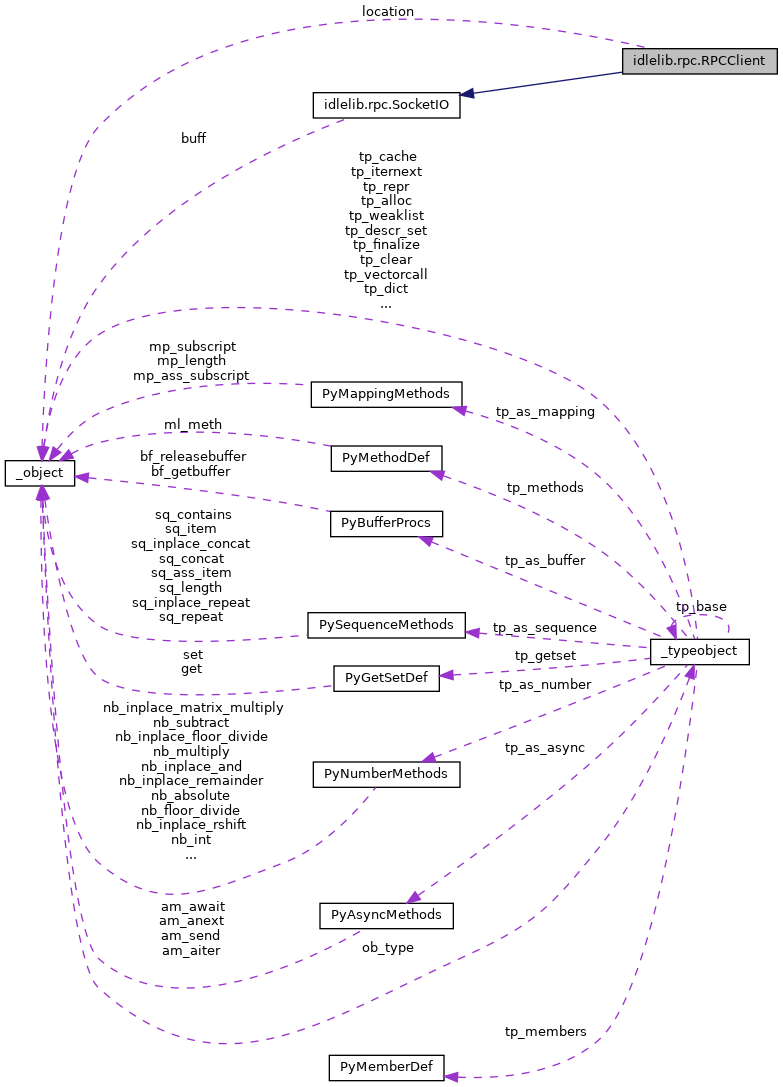 location
idlelib.rpc.RPCClient
idlelib.rpc.SocketIO
buff
tp_cache
tp_iternext
tp_repr
tp_alloc
tp_weaklist
tp_descr_set
tp_finalize
tp_clear
tp_vectorcall
tp_dict
...
mp_subscript
mp_length
mp_ass_subscript
PyMappingMethods
tp_as_mapping
ml_meth
PyMethodDef
_object
bf_releasebuffer
bf_getbuffer
tp_methods
PyBufferProcs
sq_contains
sq_item
sq_inplace_concat
sq_concat
sq_ass_item
sq_length
sq_inplace_repeat
sq_repeat
tp_as_buffer
tp_base
PySequenceMethods
tp_as_sequence
_typeobject
set
get
tp_getset
PyGetSetDef
tp_as_number
nb_inplace_matrix_multiply
nb_subtract
nb_inplace_floor_divide
nb_multiply
nb_inplace_and
nb_inplace_remainder
nb_absolute
nb_floor_divide
nb_inplace_rshift
nb_int
...
tp_as_async
PyNumberMethods
am_await
am_anext
am_send
am_aiter
PyAsyncMethods
ob_type
tp_members
PyMemberDef